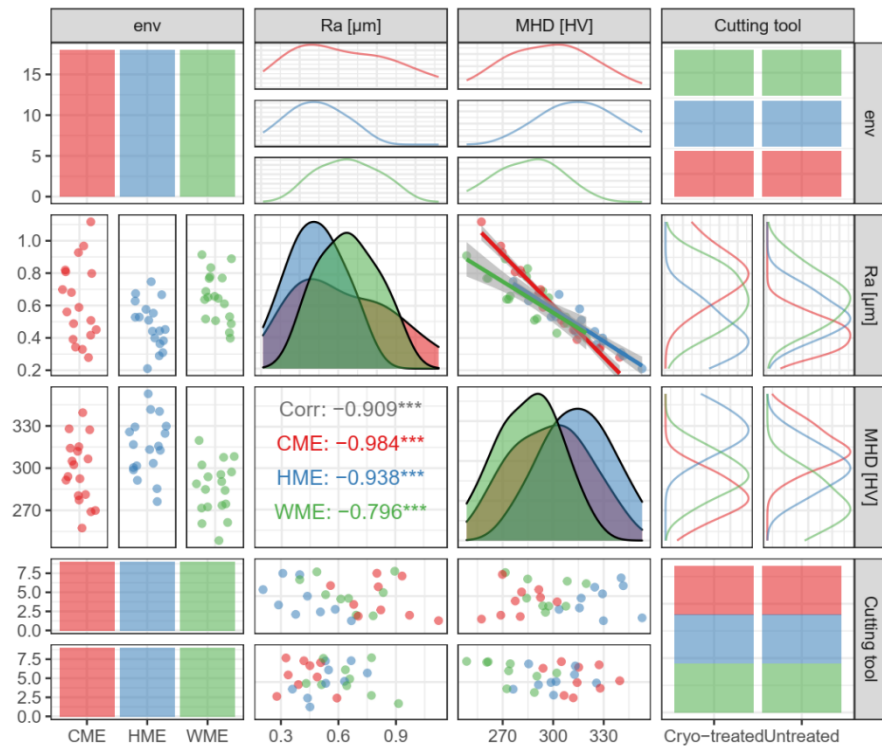 env Ra [µm] MHD [HV] Cutting tool
15
10
5
0
env
1.0
0.8
0.6
0.4
0.2
Ra [µm]
330
300
270
Corr: −0.909***
CME: −0.984***
HME: −0.938***
WME: −0.796***
MHD [HV]
7.5
5.0
2.5
0.0
7.5
5.0
2.5
0.0
Cutting tool
CME HME WME 0.3 0.6 0.9 270 300 330 Cryo−treated Untreated